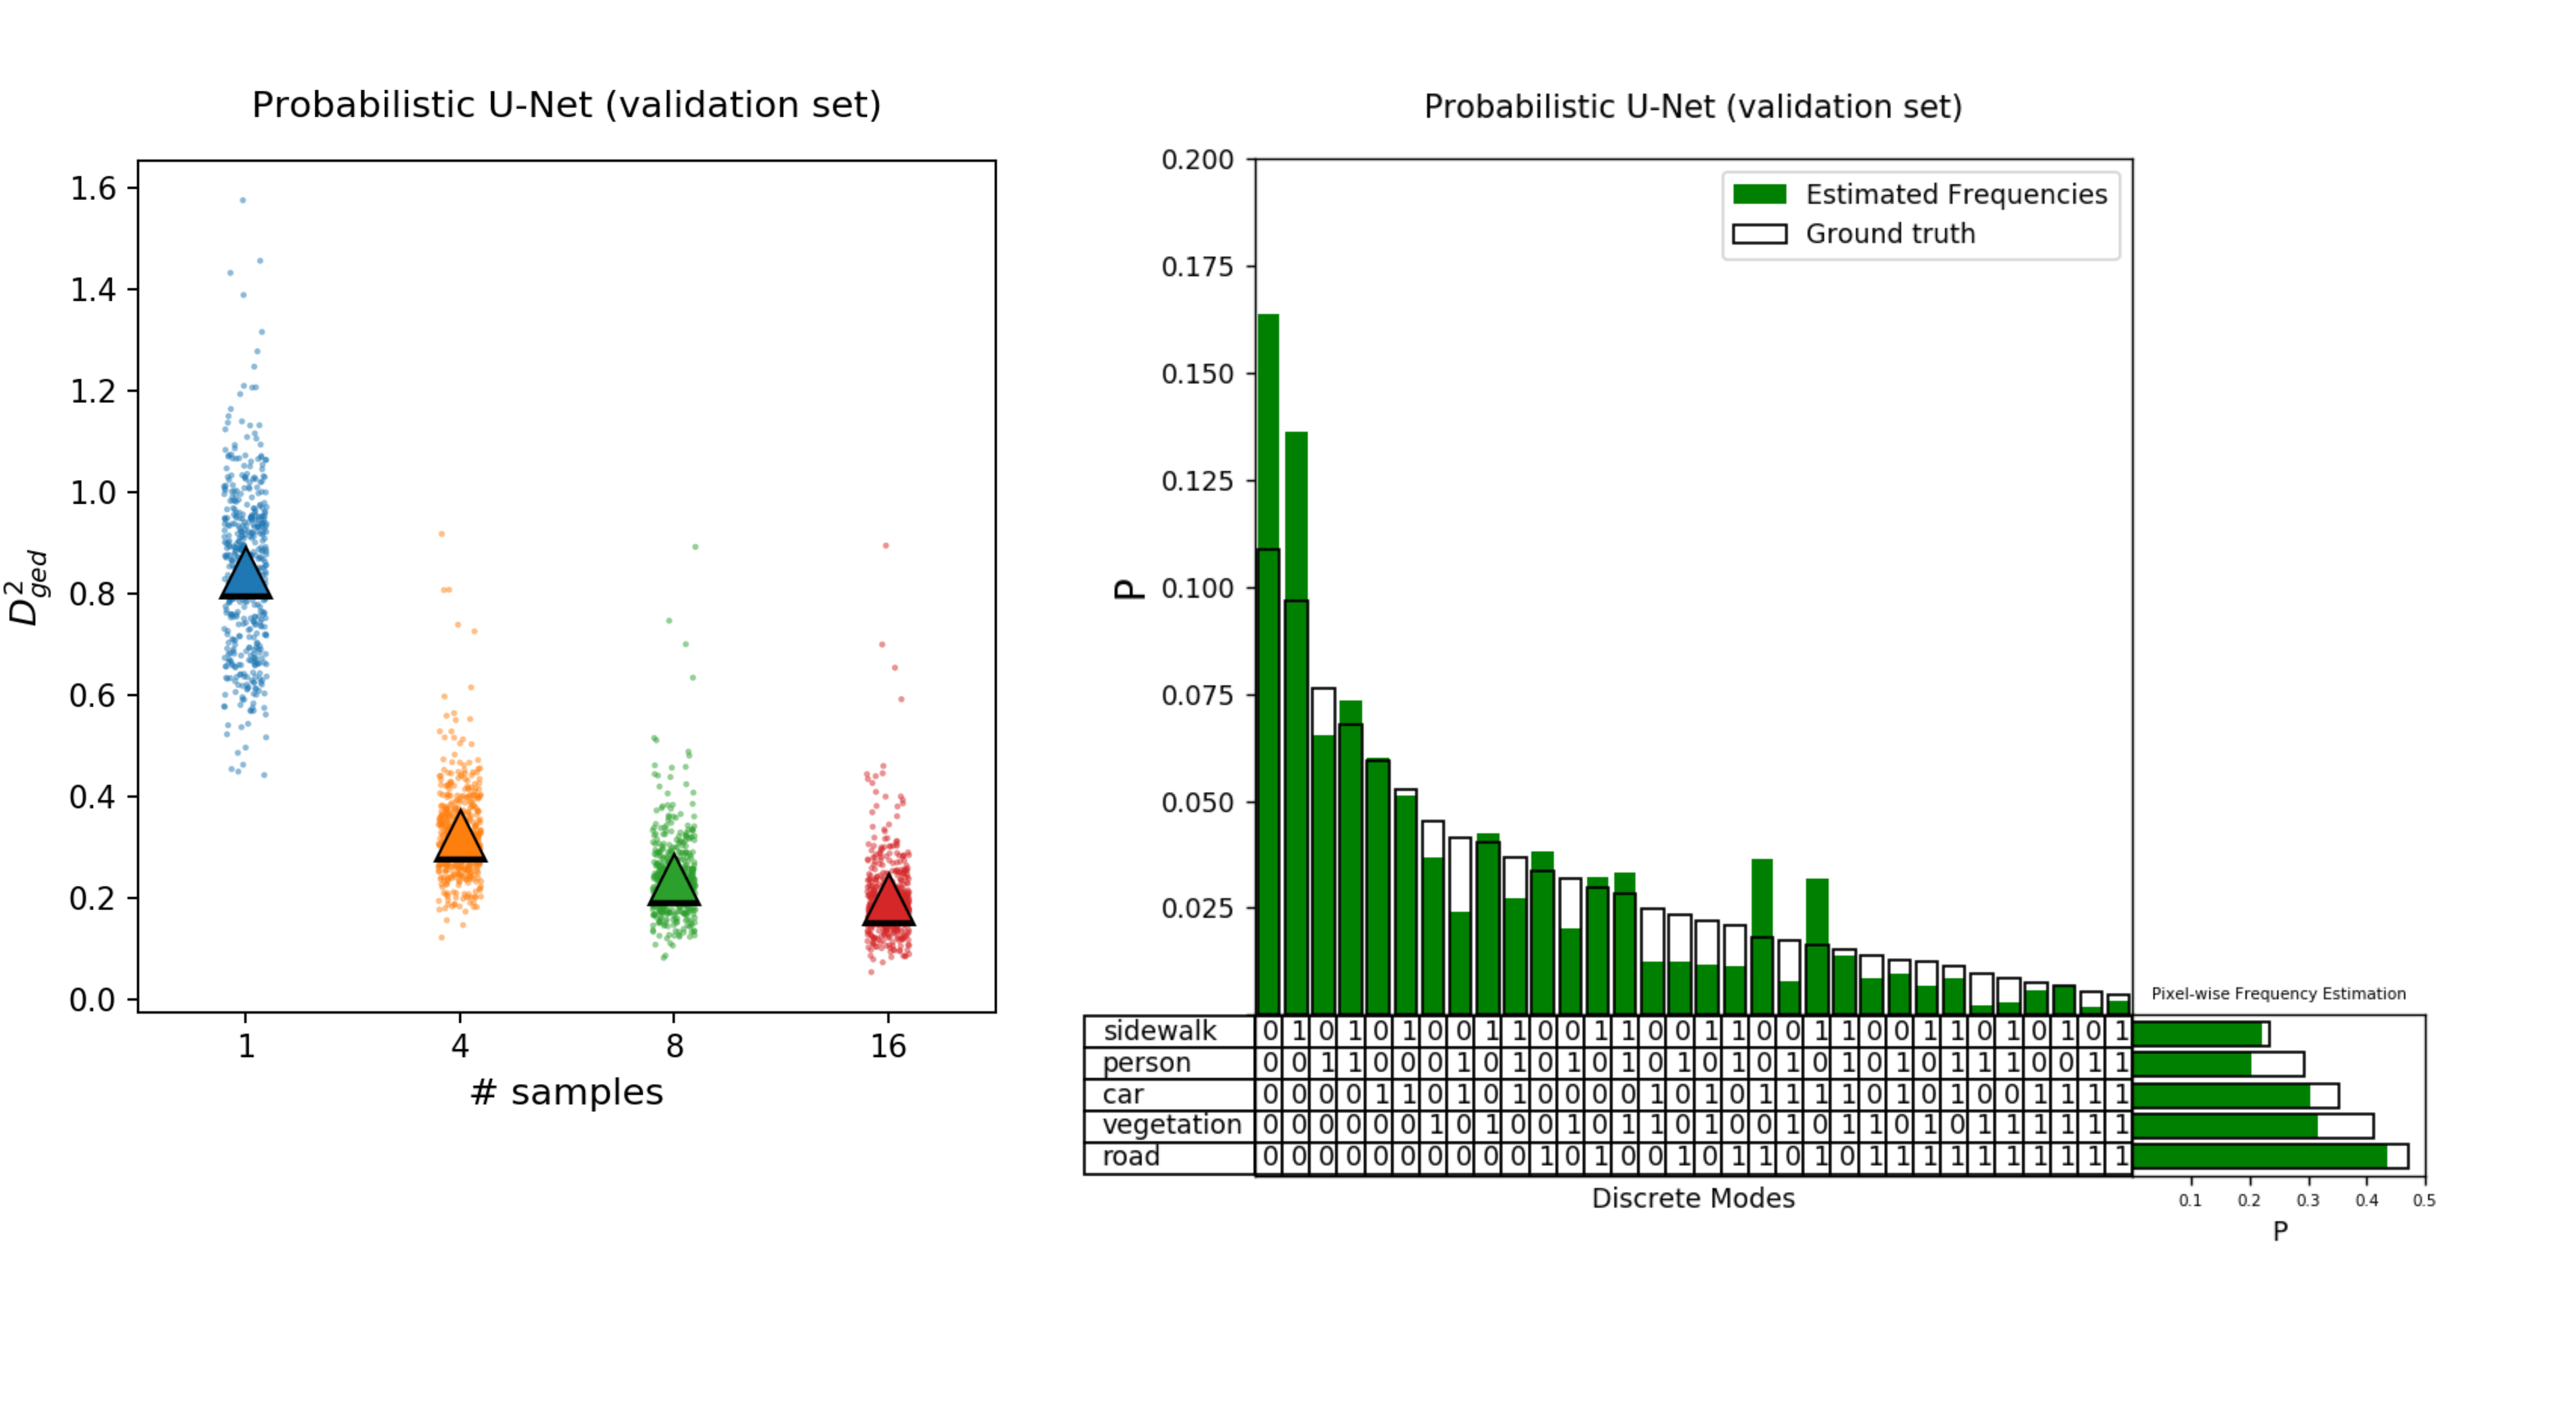 Probabilistic U-Net (validation set)
1.6
1.4
1.2
1.0
0.8
0.6
0.4
0.2
0.0
D²ged
1 4 8 16
# samples
Probabilistic U-Net (validation set)
0.200
0.175
0.150
0.125
0.100
0.075
0.050
0.025
P
Estimated Frequencies
Ground truth
Pixel-wise Frequency Estimation
sidewalk 0 1 0 1 0 1 0 0 1 1 0 0 1 1 0 0 1 1 0 0 1 1 0 0 1 1 0 1 0 1 0 1
person 0 0 1 1 0 0 0 1 0 1 0 1 0 1 0 1 0 1 0 1 0 1 0 1 0 1 1 1 0 0 1 1
car 0 0 0 0 1 1 0 1 0 1 0 0 0 0 1 0 1 0 1 1 1 1 0 1 0 1 0 0 1 1 1 1
vegetation 0 0 0 0 0 0 1 0 1 0 0 1 0 1 1 0 1 0 0 1 0 1 1 0 1 0 1 1 1 1 1 1
road 0 0 0 0 0 0 0 0 0 0 1 0 1 0 0 1 0 1 1 0 1 0 1 1 1 1 1 1 1 1 1 1
Discrete Modes
0.1 0.2 0.3 0.4 0.5
P